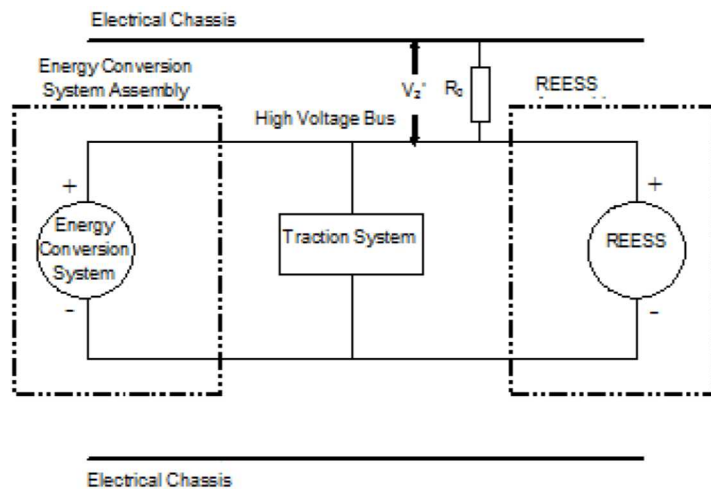 Electrical Chassis
Energy Conversion
System Assembly
V₂'
R₀
REESS
High Voltage Bus
+
+
Energy
Conversion
System
Traction System
REESS
-
-
Electrical Chassis